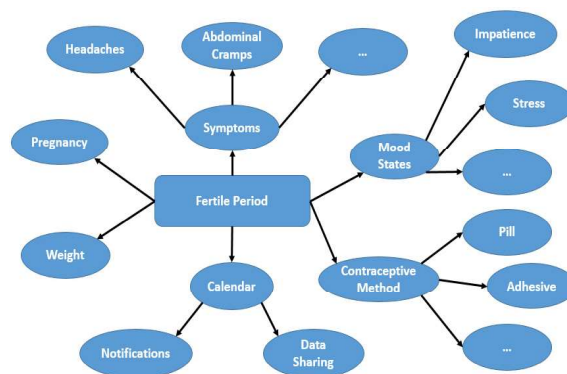 Headaches
Abdominal
Cramps
...
Impatience
Symptoms
Stress
Mood
States
Pregnancy
...
Fertile Period
Pill
Weight
Contraceptive
Method
Calendar
Adhesive
Notifications
Data
Sharing
...